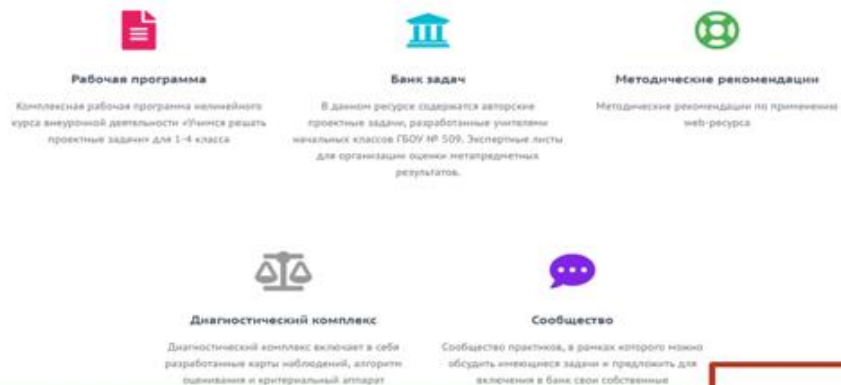 Рабочая программа
Комплексная рабочая программа нелинейного
курса внеурочной деятельности «Учимся решать
проектные задачи» для 1-4 класса
Банк задач
В данном ресурсе содержатся авторские
проектные задачи, разработанные учителями
начальных классов ГБОУ № 509. Экспертные листы
для организации оценки метапредметных
результатов.
Методические рекомендации
Методические рекомендации по применению
web-ресурса
Диагностический комплекс
Диагностический комплекс включает в себя
разработанные карты наблюдений, алгоритм
оценивания и критериальный аппарат
Сообщество
Сообщество практиков, в рамках которого можно
обсудить имеющиеся задачи и предложить для
включения в банк свои собственные